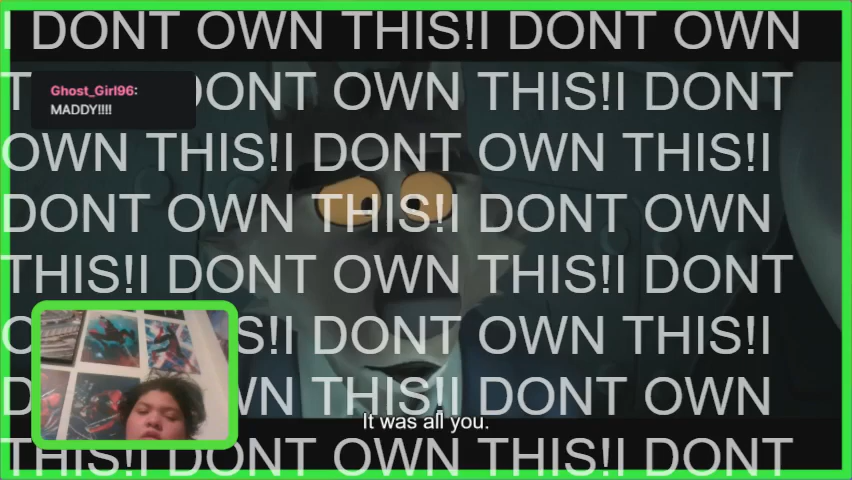 I DONT OWN THIS!I DONT OWN
T
Ghost_Girl96:
MADDY!!!!
DONT OWN THIS!I DONT
OWN THIS!I DONT OWN THIS!I
DONT OWN THIS!I DONT OWN
THIS!I DONT OWN THIS!I DONT
O S!I DONT OWN THIS!I
D WN THIS!I DONT OWN
It was all you.
THIS!I DONT OWN THIS!I DONT